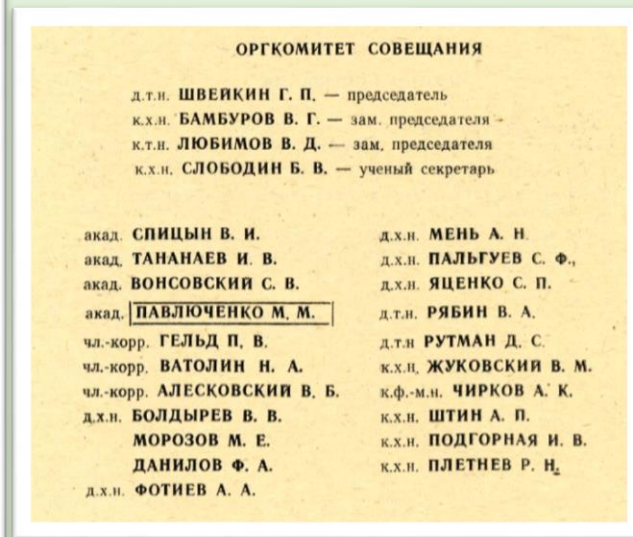 ОРГКОМИТЕТ СОВЕЩАНИЯ
д.т.н. ШВЕЙКИН Г. П. — председатель
к.х.н. БАМБУРОВ В. Г. — зам. председателя
к.т.н. ЛЮБИМОВ В. Д. — зам. председателя
к.х.н. СЛОБОДИН Б. В. — ученый секретарь
акад. СПИЦЫН В. И.
акад. ТАНАНАЕВ И. В.
акад. ВОНСОВСКИЙ С. В.
акад. ПАВЛЮЧЕНКО М. М.
чл.-корр. ГЕЛЬД П. В.
чл.-корр. ВАТОЛИН Н. А.
чл.-корр. АЛЕСКОВСКИЙ В. Б.
д.х.н. БОЛДЫРЕВ В. В.
МОРОЗОВ М. Е.
ДАНИЛОВ Ф. А.
д.х.н. ФОТИЕВ А. А.
д.х.н. МЕНЬ А. Н.
д.х.н. ПАЛЬГУЕВ С. Ф.,
д.х.н. ЯЦЕНКО С. П.
д.т.н. РЯБИН В. А.
д.т.н РУТМАН Д. С.
к.х.н, ЖУКОВСКИЙ В. М.
к.ф.-м.н. ЧИРКОВ А. К.
к.х.н. ШТИН А. П.
к.х.н. ПОДГОРНАЯ И. В.
к.х.н. ПЛЕТНЕВ Р. Н.